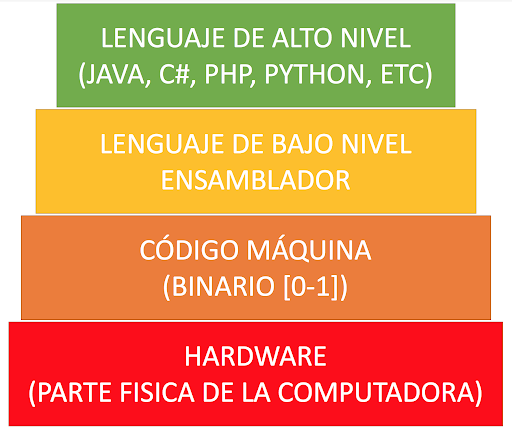 LENGUAJE DE ALTO NIVEL
(JAVA, C#, PHP, PYTHON, ETC)
LENGUAJE DE BAJO NIVEL
ENSAMBLADOR
CÓDIGO MÁQUINA
(BINARIO [0-1])
HARDWARE
(PARTE FISICA DE LA COMPUTADORA)